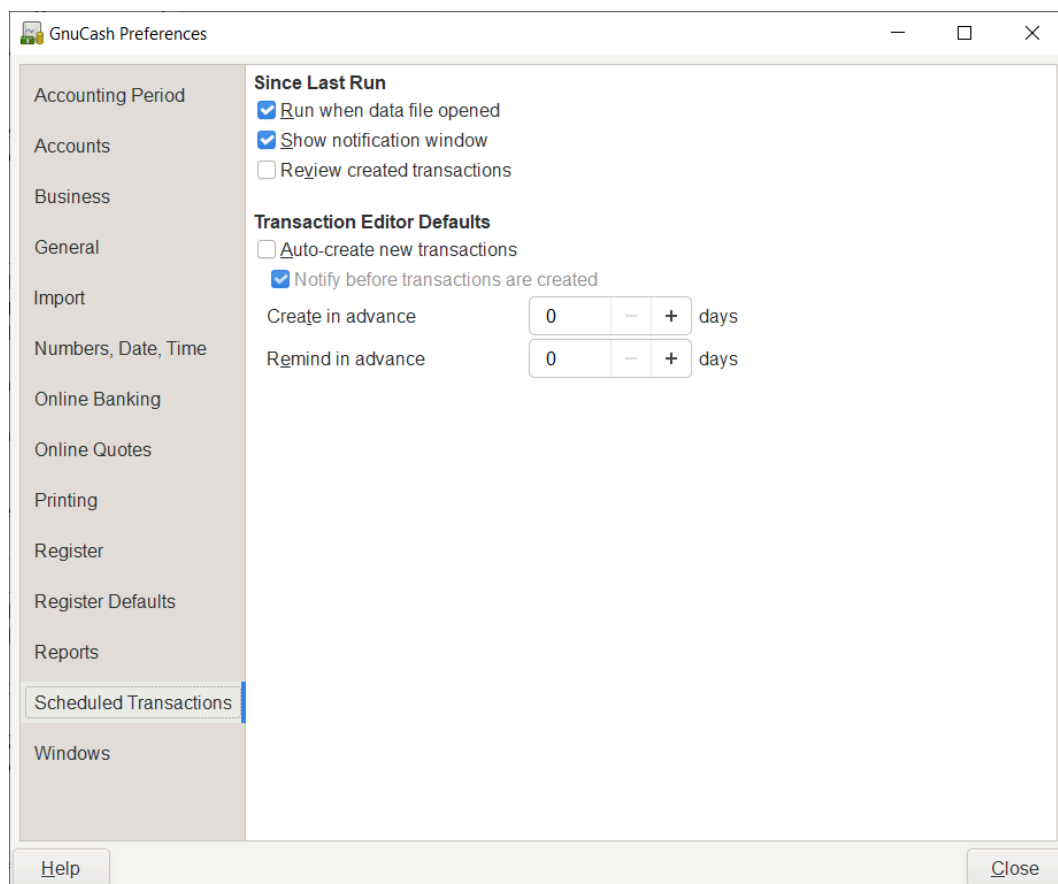 GnuCash Preferences
Accounting Period
Accounts
Business
General
Import
Numbers, Date, Time
Online Banking
Online Quotes
Printing
Register
Register Defaults
Reports
Scheduled Transactions
Windows
Since Last Run
Run when data file opened
Show notification window
Review created transactions
Transaction Editor Defaults
Auto-create new transactions
Notify before transactions are created
Create in advance 0 − + days
Remind in advance 0 − + days
Help
Close